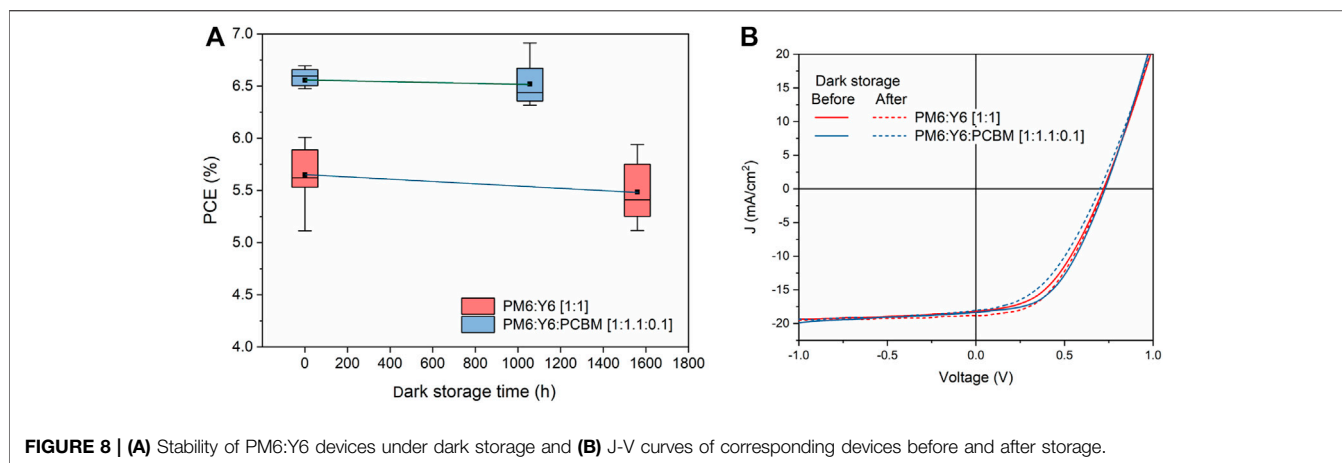 A
PCE (%)
7.0
6.5
6.0
5.5
5.0
4.5
4.0
PM6:Y6 [1:1]
PM6:Y6:PCBM [1:1.1:0.1]
0 200 400 600 800 1000 1200 1400 1600 1800
Dark storage time (h)
B
J (mA/cm²)
20
15
10
5
0
-5
-10
-15
-20
Dark storage
Before After
PM6:Y6 [1:1]
PM6:Y6:PCBM [1:1.1:0.1]
-1.0 -0.5 0.0 0.5 1.0
Voltage (V)
FIGURE 8 | (A) Stability of PM6:Y6 devices under dark storage and (B) J-V curves of corresponding devices before and after storage.